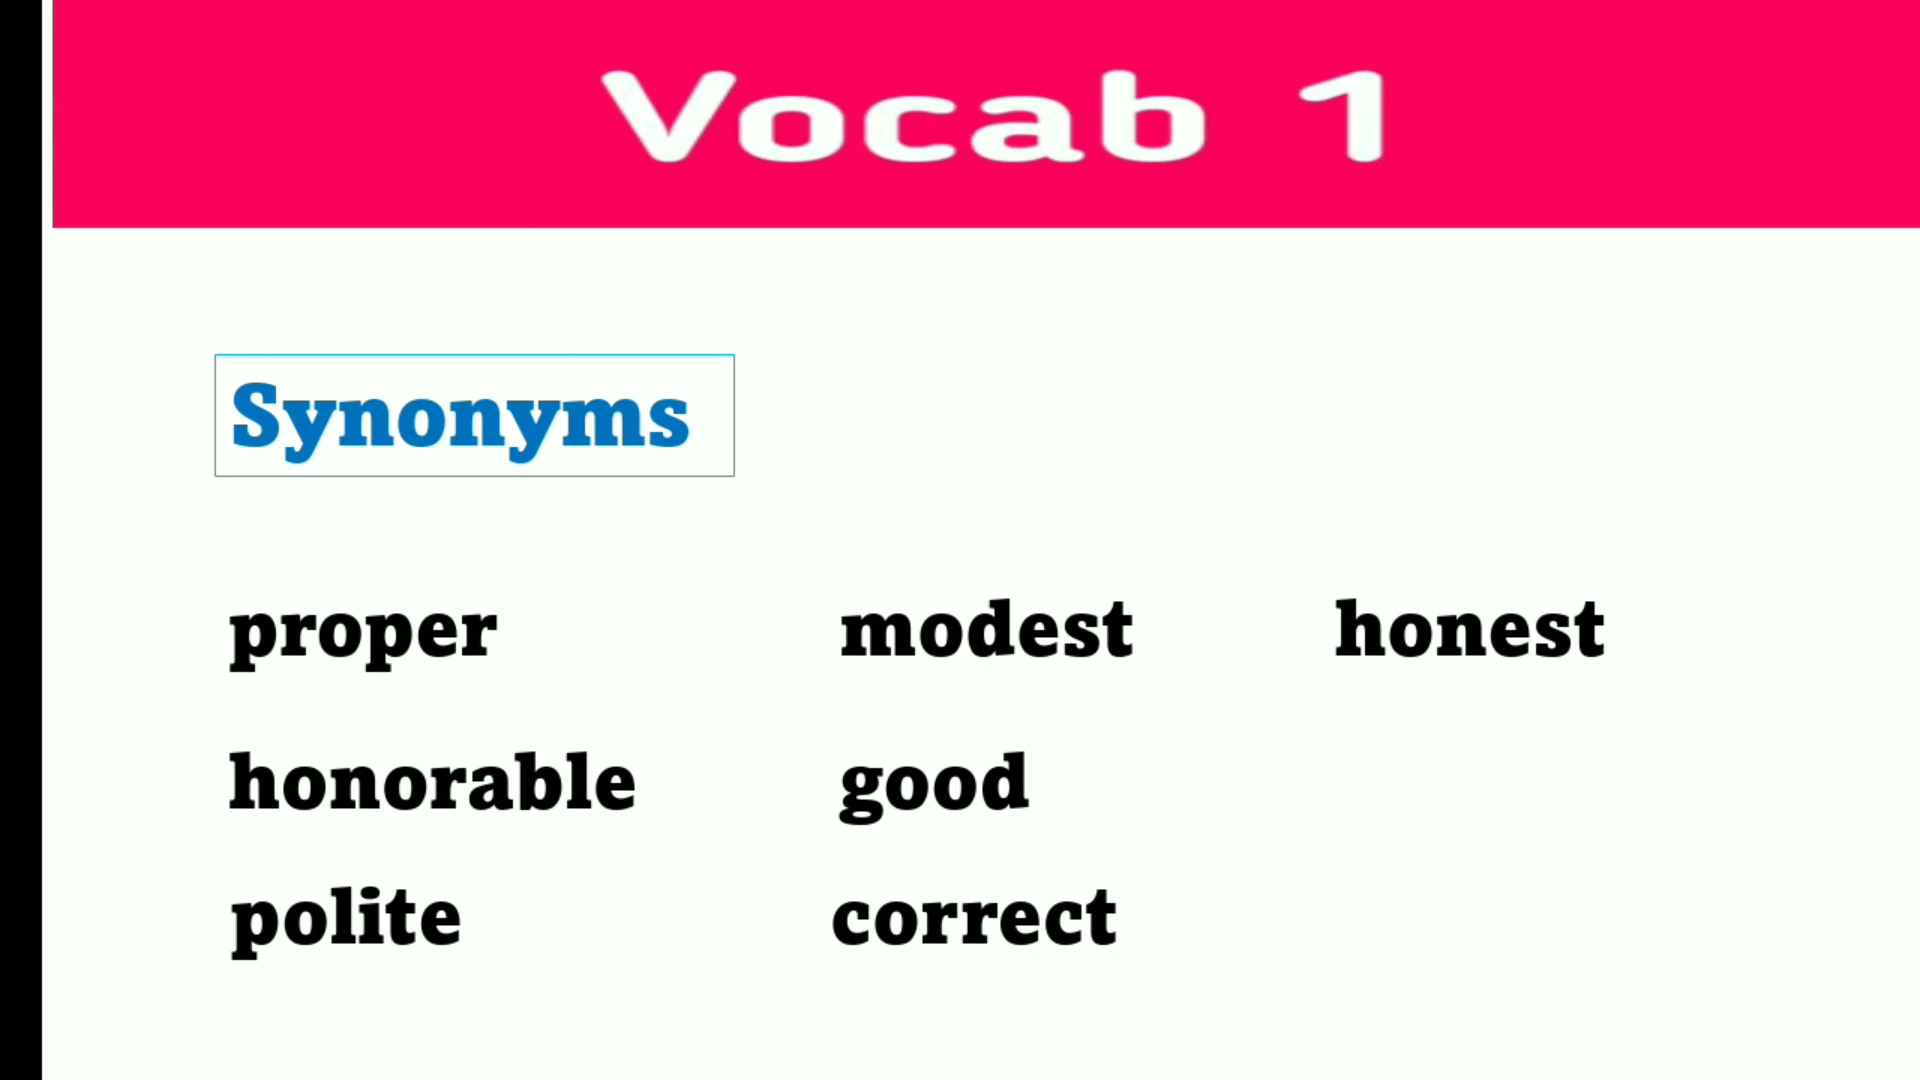 Vocab 1
Synonyms
proper modest honest
honorable good
polite correct